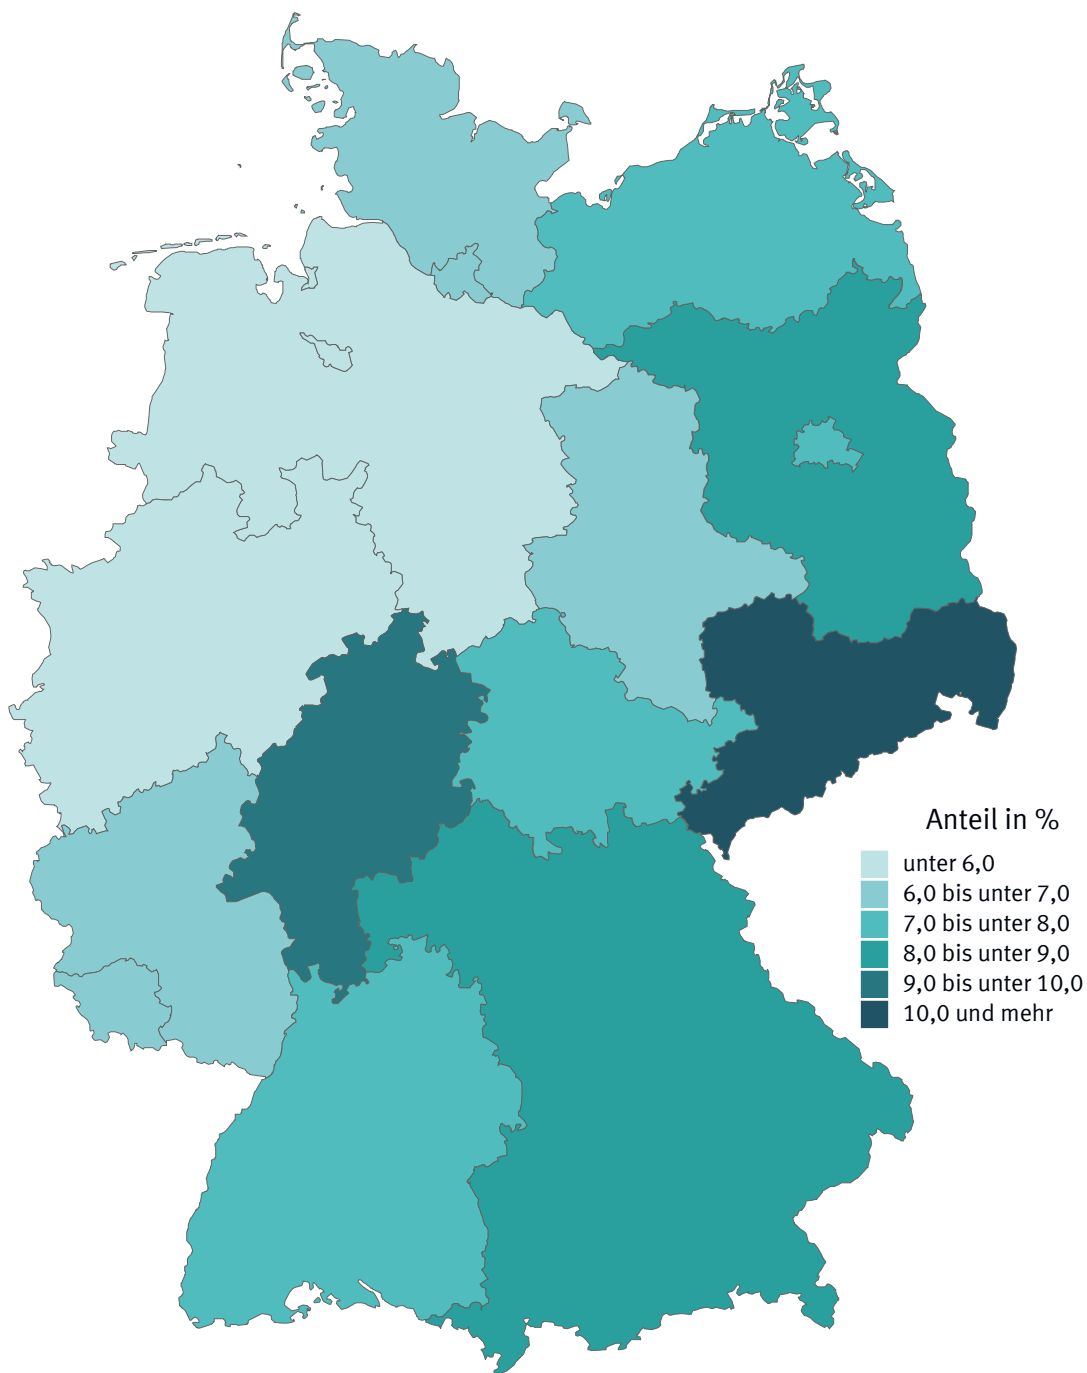 Anteil in %
unter 6,0
6,0 bis unter 7,0
7,0 bis unter 8,0
8,0 bis unter 9,0
9,0 bis unter 10,0
10,0 und mehr